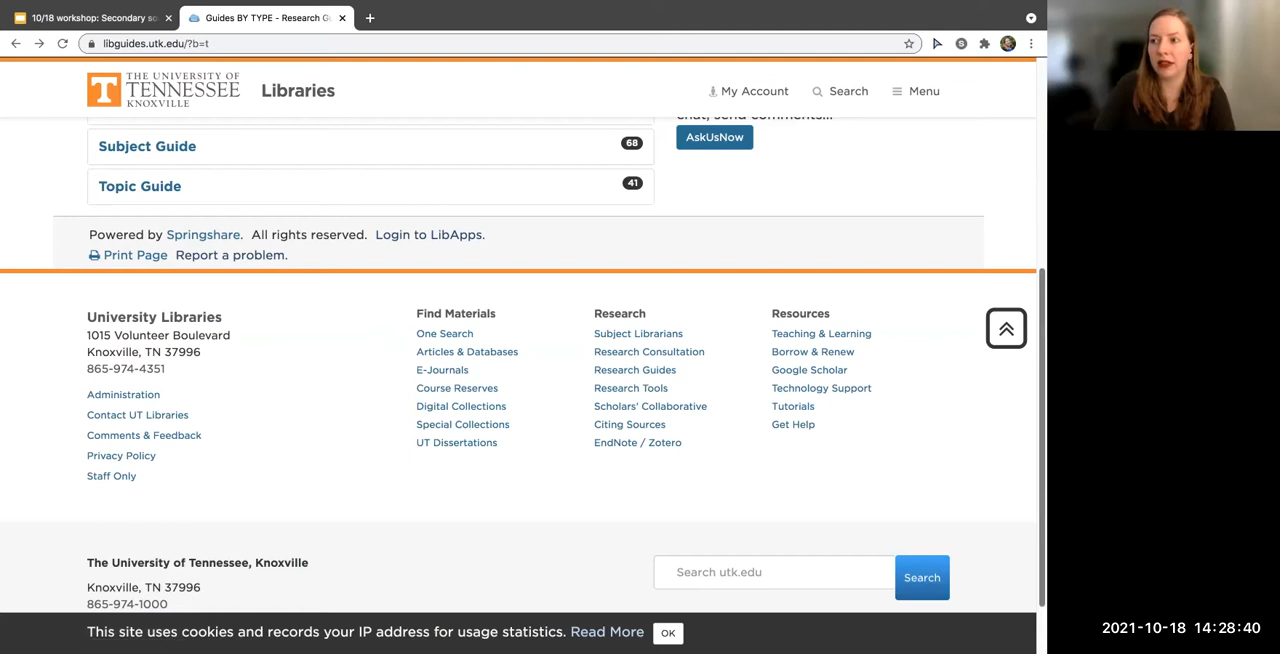 10/18 workshop: Secondary so
Guides BY TYPE - Research Gu
libguides.utk.edu/?b=t
THE UNIVERSITY OF
TENNESSEE
KNOXVILLE
Libraries
My Account
Search
Menu
chat, send comments...
AskUsNow
Subject Guide 68
Topic Guide 41
Powered by Springshare. All rights reserved. Login to LibApps.
Print Page Report a problem.
University Libraries
1015 Volunteer Boulevard
Knoxville, TN 37996
865-974-4351
Administration
Contact UT Libraries
Comments & Feedback
Privacy Policy
Staff Only
Find Materials
One Search
Articles & Databases
E-Journals
Course Reserves
Digital Collections
Special Collections
UT Dissertations
Research
Subject Librarians
Research Consultation
Research Guides
Research Tools
Scholars' Collaborative
Citing Sources
EndNote / Zotero
Resources
Teaching & Learning
Borrow & Renew
Google Scholar
Technology Support
Tutorials
Get Help
The University of Tennessee, Knoxville
Knoxville, TN 37996
865-974-1000
Search utk.edu
Search
This site uses cookies and records your IP address for usage statistics. Read More OK
2021-10-18 14:28:40